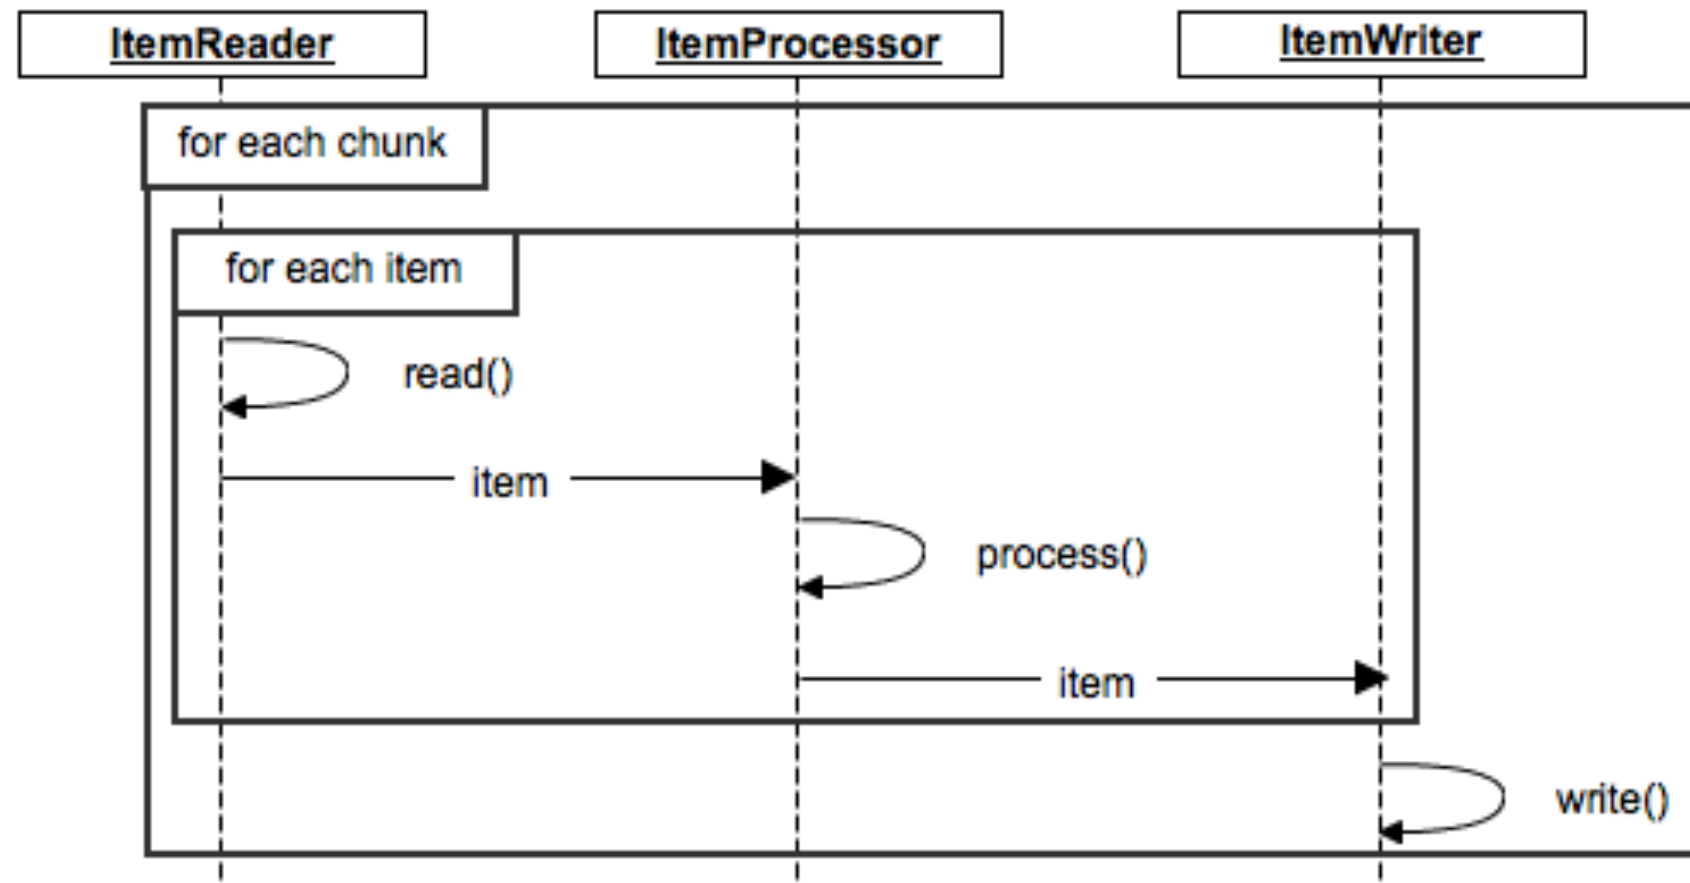 ItemReader
ItemProcessor
ItemWriter
for each chunk
for each item
read()
item
process()
item
write()